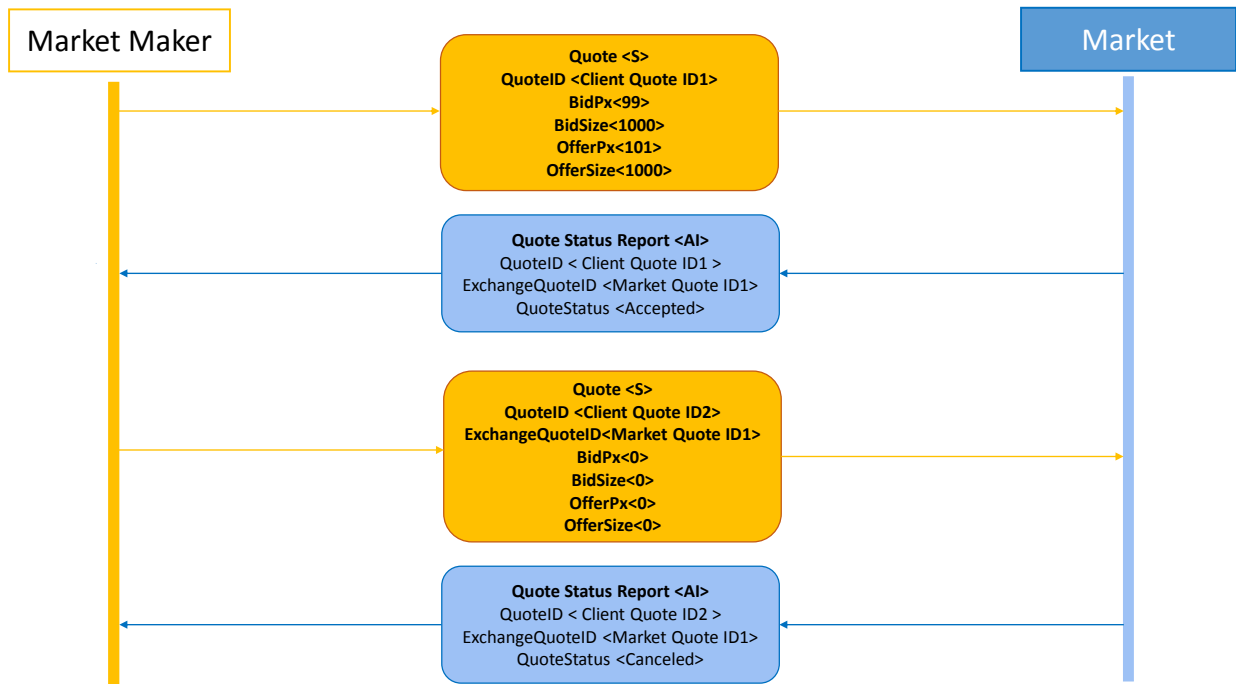 Market Maker
Market
Quote <S>
QuoteID <Client Quote ID1>
BidPx<99>
BidSize<1000>
OfferPx<101>
OfferSize<1000>
Quote Status Report <AI>
QuoteID < Client Quote ID1 >
ExchangeQuoteID <Market Quote ID1>
QuoteStatus <Accepted>
Quote <S>
QuoteID <Client Quote ID2>
ExchangeQuoteID<Market Quote ID1>
BidPx<0>
BidSize<0>
OfferPx<0>
OfferSize<0>
Quote Status Report <AI>
QuoteID < Client Quote ID2 >
ExchangeQuoteID <Market Quote ID1>
QuoteStatus <Canceled>